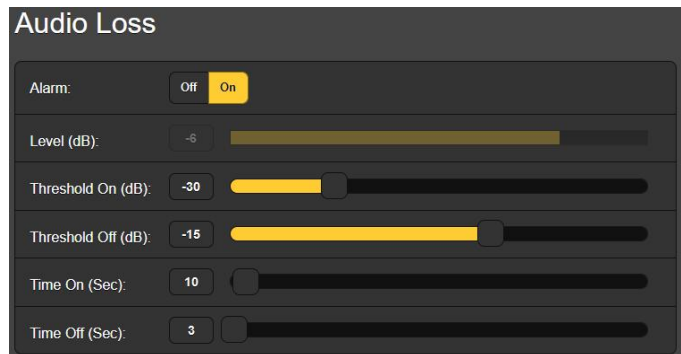 Audio Loss
Alarm: Off On
Level (dB): -6
Threshold On (dB): -30
Threshold Off (dB): -15
Time On (Sec): 10
Time Off (Sec): 3